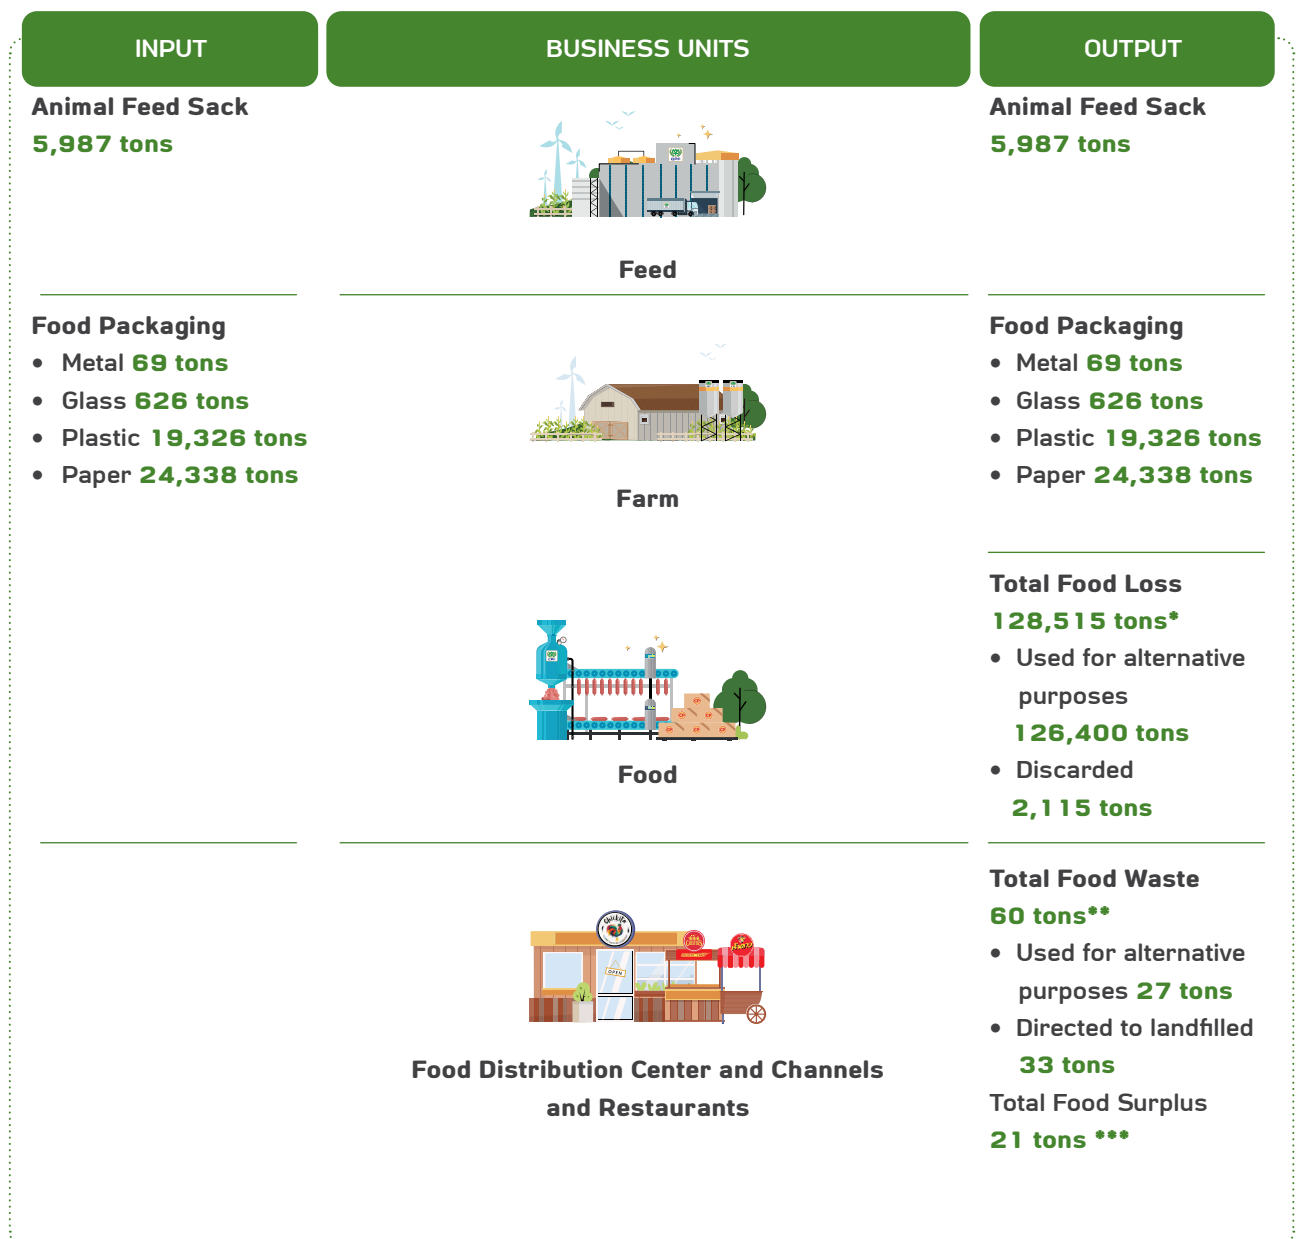 INPUT
BUSINESS UNITS
OUTPUT
Animal Feed Sack
5,987 tons
Feed
Animal Feed Sack
5,987 tons
Food Packaging
• Metal 69 tons
• Glass 626 tons
• Plastic 19,326 tons
• Paper 24,338 tons
Farm
Food Packaging
• Metal 69 tons
• Glass 626 tons
• Plastic 19,326 tons
• Paper 24,338 tons
Food
Total Food Loss
128,515 tons*
• Used for alternative
purposes
126,400 tons
• Discarded
2,115 tons
OPEN
Food Distribution Center and Channels
and Restaurants
Total Food Waste
60 tons**
• Used for alternative
purposes 27 tons
• Directed to landfilled
33 tons
Total Food Surplus
21 tons ***